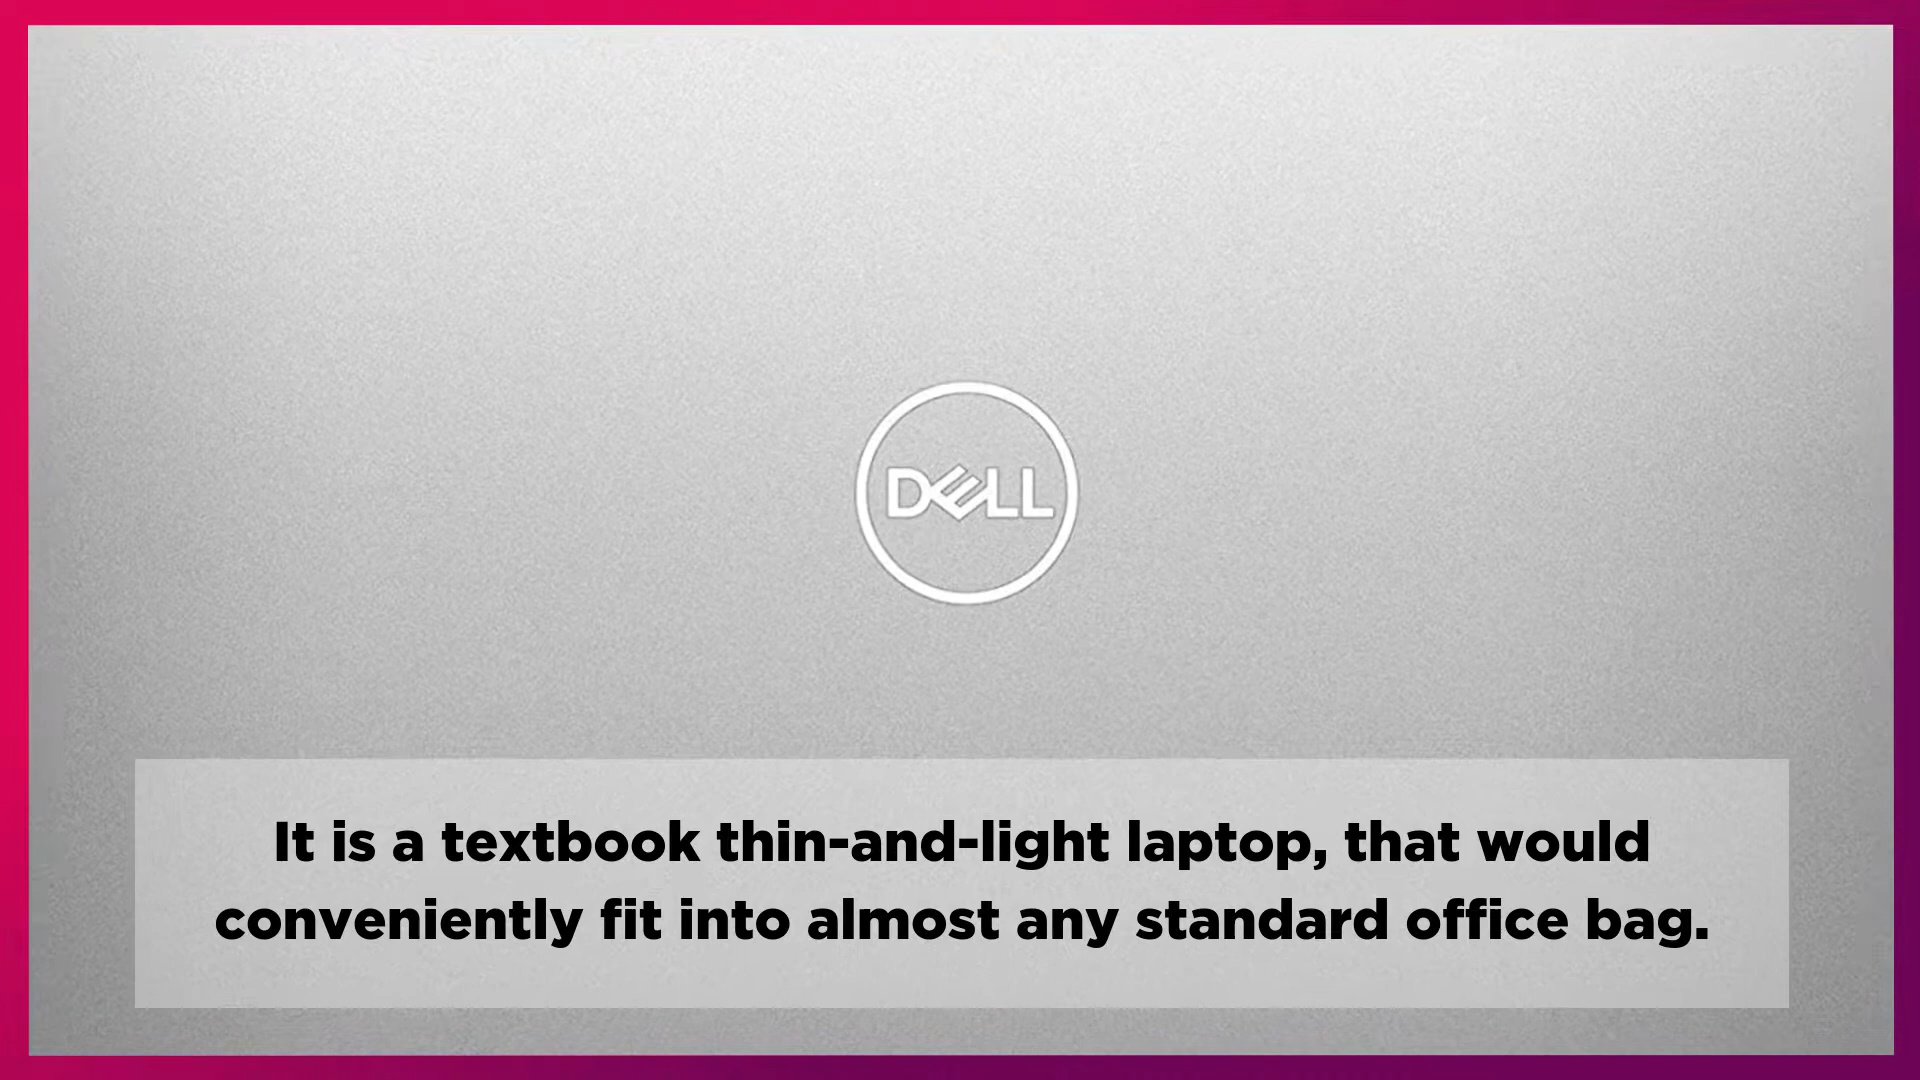 DELL
It is a textbook thin-and-light laptop, that would
conveniently fit into almost any standard office bag.